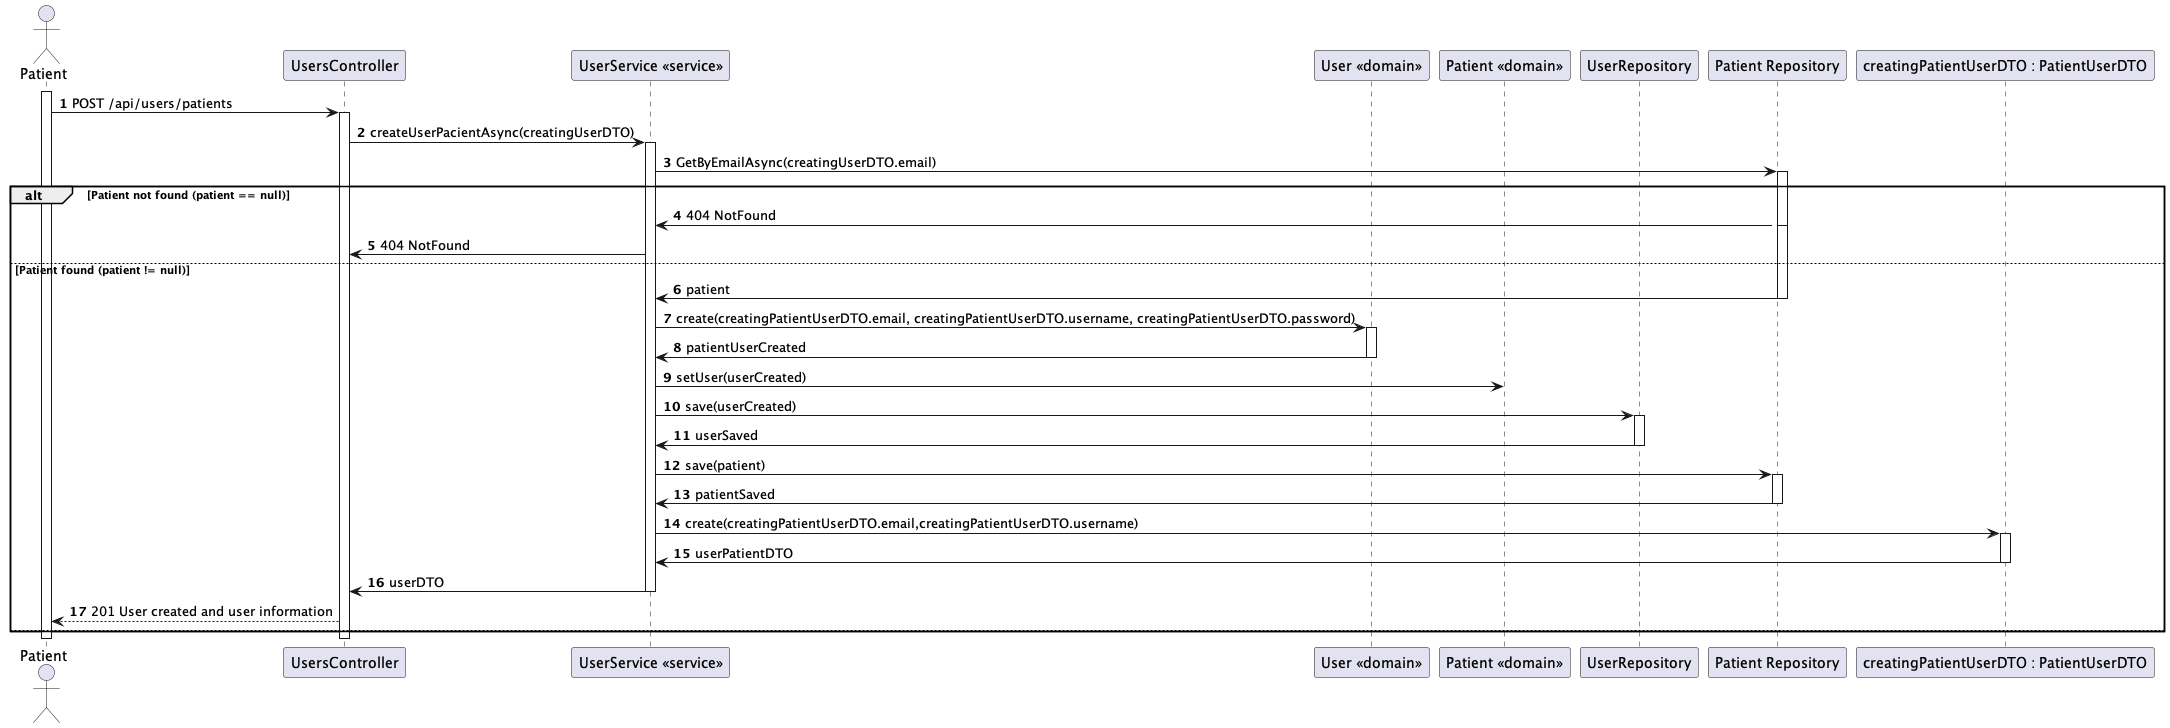 Patient
UsersController
UserService «service»
User «domain»
Patient «domain»
UserRepository
Patient Repository
creatingPatientUserDTO : PatientUserDTO
1 POST /api/users/patients
2 createUserPacientAsync(creatingUserDTO)
3 GetByEmailAsync(creatingUserDTO.email)
alt [Patient not found (patient == null)]
4 404 NotFound
5 404 NotFound
[Patient found (patient != null)]
6 patient
7 create(creatingPatientUserDTO.email, creatingPatientUserDTO.username, creatingPatientUserDTO.password)
8 patientUserCreated
9 setUser(userCreated)
10 save(userCreated)
11 userSaved
12 save(patient)
13 patientSaved
14 create(creatingPatientUserDTO.email,creatingPatientUserDTO.username)
15 userPatientDTO
16 userDTO
17 201 User created and user information
Patient
UsersController
UserService «service»
User «domain»
Patient «domain»
UserRepository
Patient Repository
creatingPatientUserDTO : PatientUserDTO